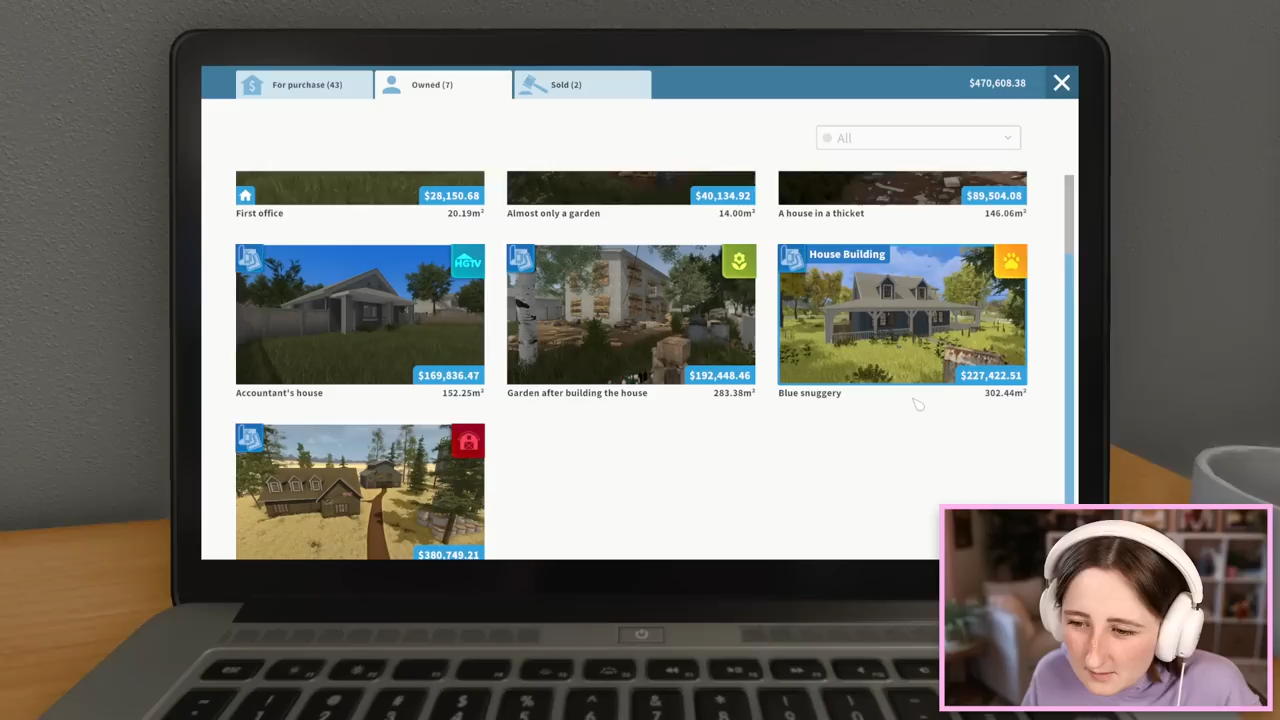 For purchase (43)
Owned (7)
Sold (2)
$470,608.38
All
$28,150.68
$40,134.92
$89,504.08
First office
20.19m²
Almost only a garden
14.00m²
A house in a thicket
146.06m²
HGTV
House Building
$169,836.47
$192,448.46
$227,422.51
Accountant's house
152.25m²
Garden after building the house
283.38m²
Blue snuggery
302.44m²
$380,749.21